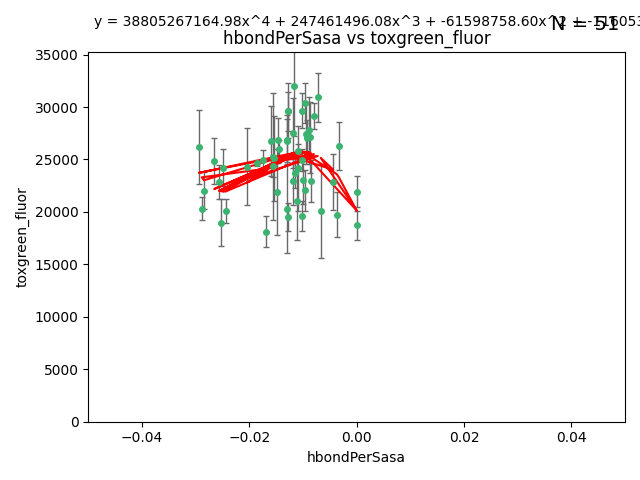 y = 38805267164.98x^4 + 247461496.08x^3 + -61598758.60x^2 +
N = 51
hbondPerSasa vs toxgreen_fluor
35000
30000
25000
20000
15000
10000
5000
0
toxgreen_fluor
−0.04
−0.02
0.00
0.02
0.04
hbondPerSasa